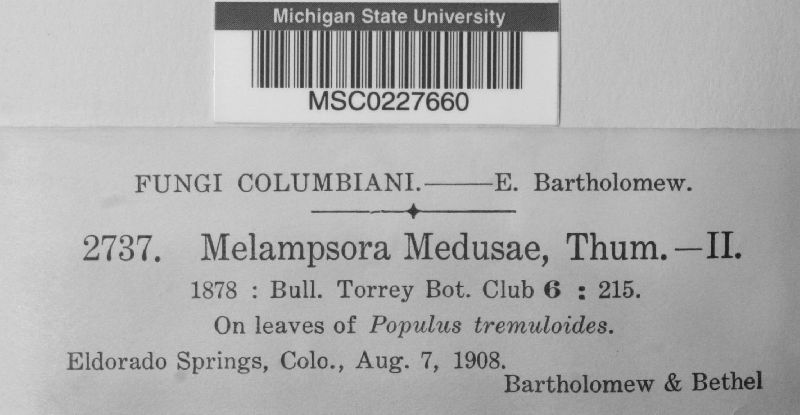 Michigan State University
MSC0227660
FUNGI COLUMBIANI.——E. Bartholomew.
2737. Melampsora Medusae, Thum.—II.
1878 : Bull. Torrey Bot. Club 6 : 215.
On leaves of Populus tremuloides.
Eldorado Springs, Colo., Aug. 7, 1908.
Bartholomew & Bethel